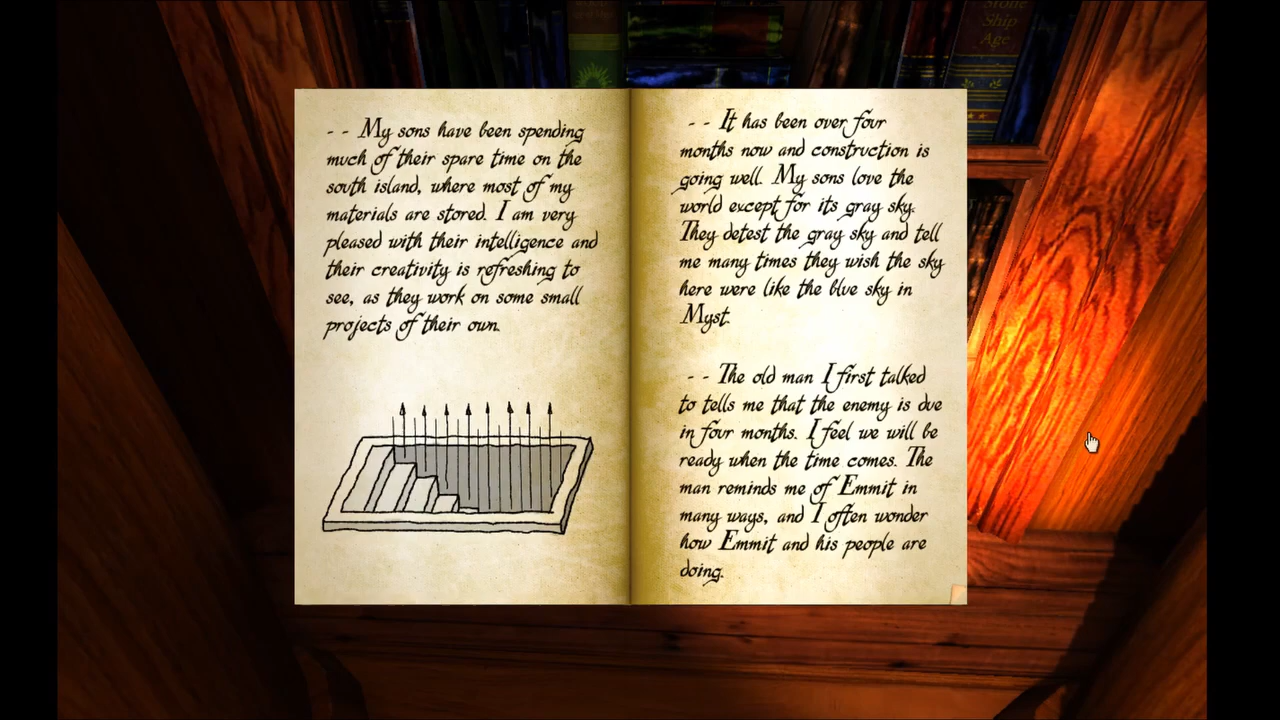 Stone
Ship
Age
- - My sons have been spending
much of their spare time on the
south island, where most of my
materials are stored. I am very
pleased with their intelligence and
their creativity is refreshing to
see, as they work on some small
projects of their own.
- - It has been over four
months now and construction is
going well. My sons love the
world except for its gray sky.
They detest the gray sky and tell
me many times they wish the sky
here were like the blue sky in
Myst.
- - The old man I first talked
to tells me that the enemy is due
in four months. I feel we will be
ready when the time comes. The
man reminds me of Emmit in
many ways, and I often wonder
how Emmit and his people are
doing.